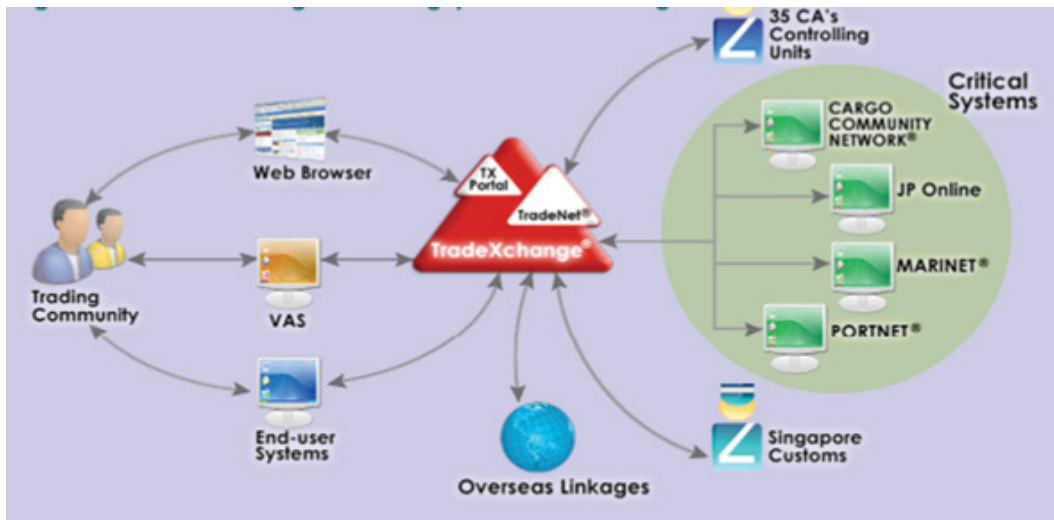 35 CA's
Controlling
Units
Critical
Systems
CARGO
COMMUNITY
NETWORK®
JP Online
MARINET®
PORTNET®
Web Browser
TX
Portal
TradeNet®
TradeXchange®
Trading
Community
VAS
End-user
Systems
Overseas Linkages
Singapore
Customs